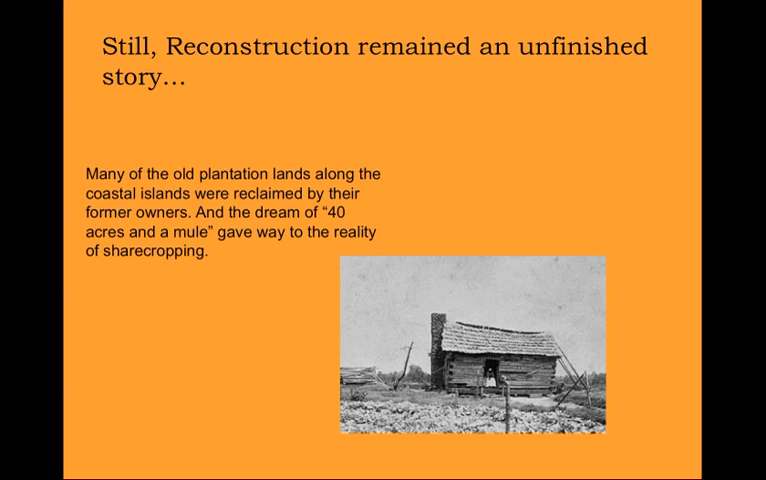 Still, Reconstruction remained an unfinished
story…
Many of the old plantation lands along the
coastal islands were reclaimed by their
former owners. And the dream of “40
acres and a mule” gave way to the reality
of sharecropping.